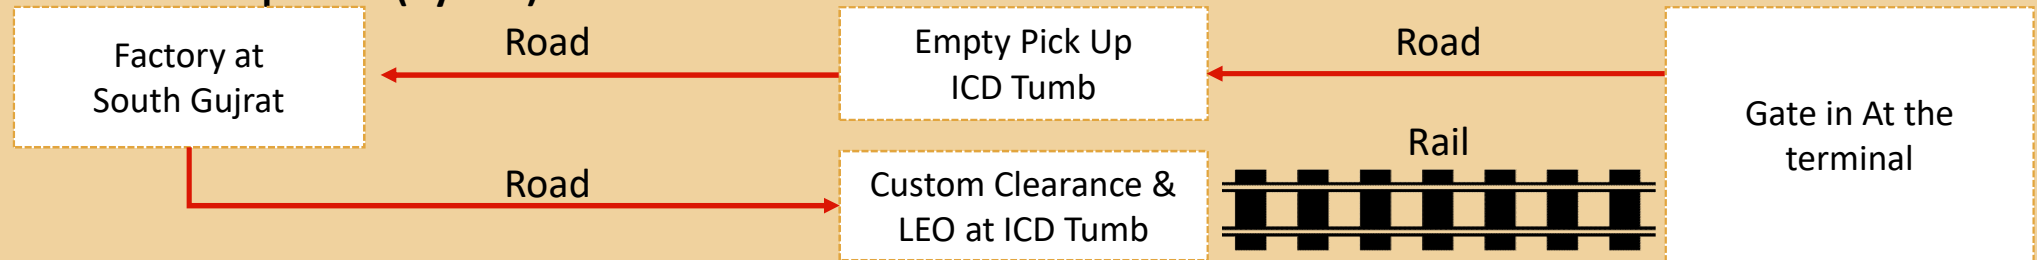 Factory at
South Gujrat
Road
Empty Pick Up
ICD Tumb
Road
Gate in At the
terminal
Road
Custom Clearance &
LEO at ICD Tumb
Rail